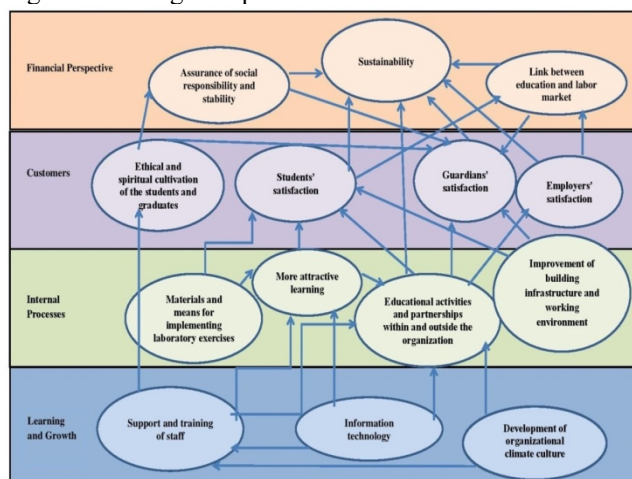 Financial Perspective
Assurance of social
responsibility and
stability
Sustainability
Link between
education and labor
market
Customers
Ethical and
spiritual cultivation
of the students and
graduates
Students'
satisfaction
Guardians'
satisfaction
Employers'
satisfaction
Internal
Processes
Materials and
means for
implementing
laboratory exercises
More attractive
learning
Educational activities
and partnerships
within and outside
the organization
Improvement of
building
infrastructure and
working
environment
Learning
and Growth
Support and training
of staff
Information
technology
Development of
organizational
climate culture